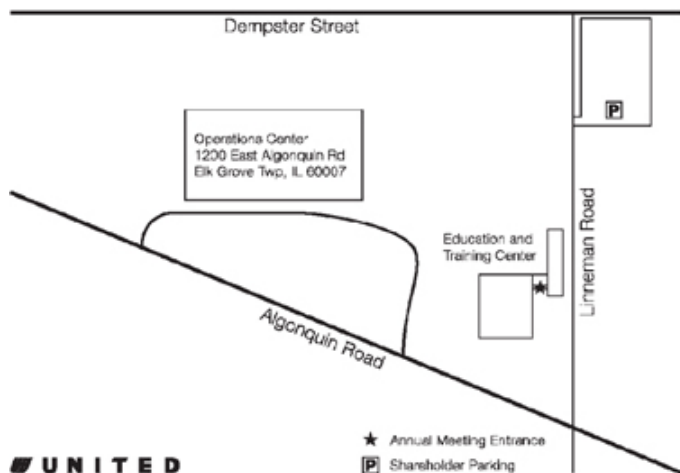 Dempster Street
P
Operations Center
1200 East Algonquin Rd
Elk Grove Twp, IL 60007
Education and
Training Center
Linneman Road
Algonquin Road
Annual Meeting Entrance
P Shareholder Parking
UNITED